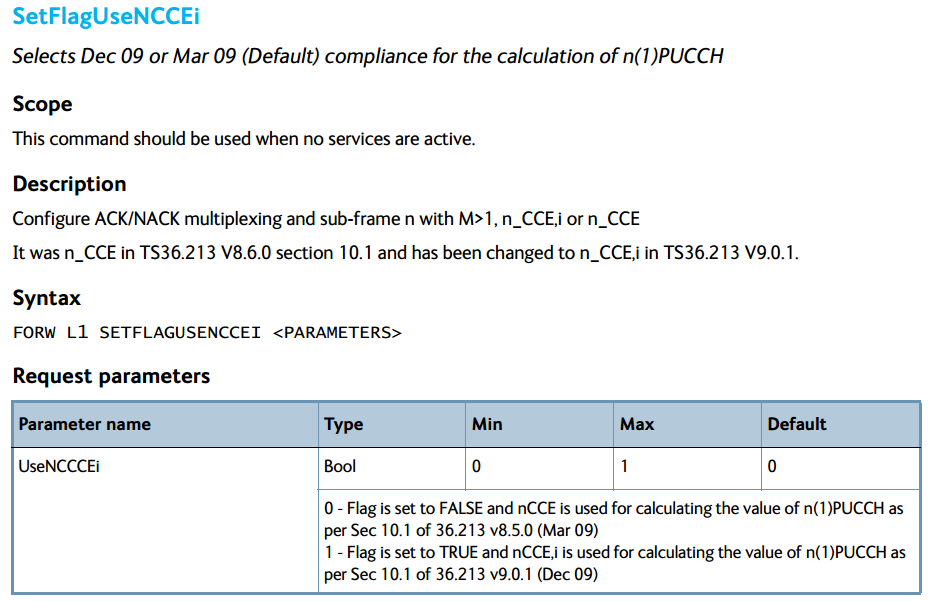 SetFlagUseNCCEi
Selects Dec 09 or Mar 09 (Default) compliance for the calculation of n(1)PUCCH
Scope
This command should be used when no services are active.
Description
Configure ACK/NACK multiplexing and sub-frame n with M>1, n_CCE,i or n_CCE
It was n_CCE in TS36.213 V8.6.0 section 10.1 and has been changed to n_CCE,i in TS36.213 V9.0.1.
Syntax
FORW L1 SETFLAGUSENCCEI <PARAMETERS>
Request parameters
Parameter name Type Min Max Default
UseNCCCEi Bool 0 1 0
0 - Flag is set to FALSE and nCCE is used for calculating the value of n(1)PUCCH as
per Sec 10.1 of 36.213 v8.5.0 (Mar 09)
1 - Flag is set to TRUE and nCCE,i is used for calculating the value of n(1)PUCCH as
per Sec 10.1 of 36.213 v9.0.1 (Dec 09)